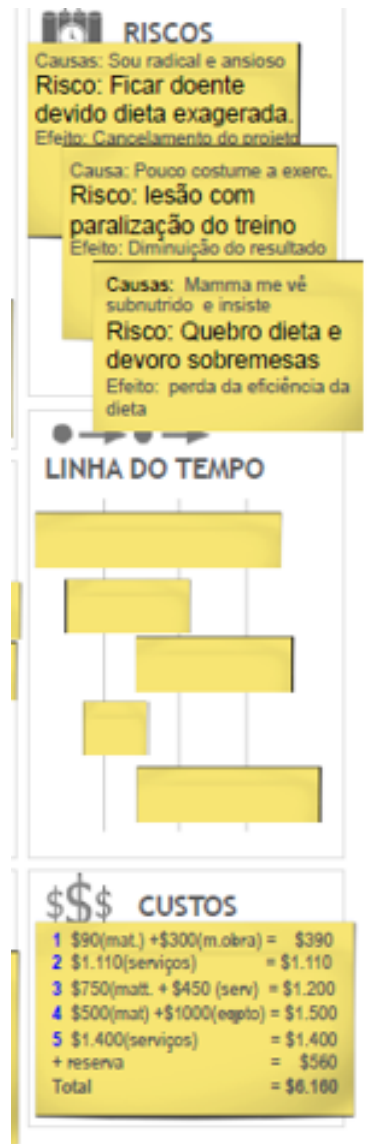 RISCOS
Causas: Sou radical e ansioso
Risco: Ficar doente
devido dieta exagerada.
Efeito: Cancelamento do projeto
Causa: Pouco costume a exerc.
Risco: lesão com
paralização do treino
Efeito: Diminuição do resultado
Causas: Mamma me vê
subnutrido e insiste
Risco: Quebro dieta e
devoro sobremesas
Efeito: perda da eficiência da
dieta
LINHA DO TEMPO
$$$ CUSTOS
1 $90(mat.) +$300(m.obra) = $390
2 $1.110(serviços) = $1.110
3 $750(matt. + $450 (serv) = $1.200
4 $500(mat) +$1000(eqpto) = $1.500
5 $1.400(serviços) = $1.400
+ reserva = $560
Total = $6.160